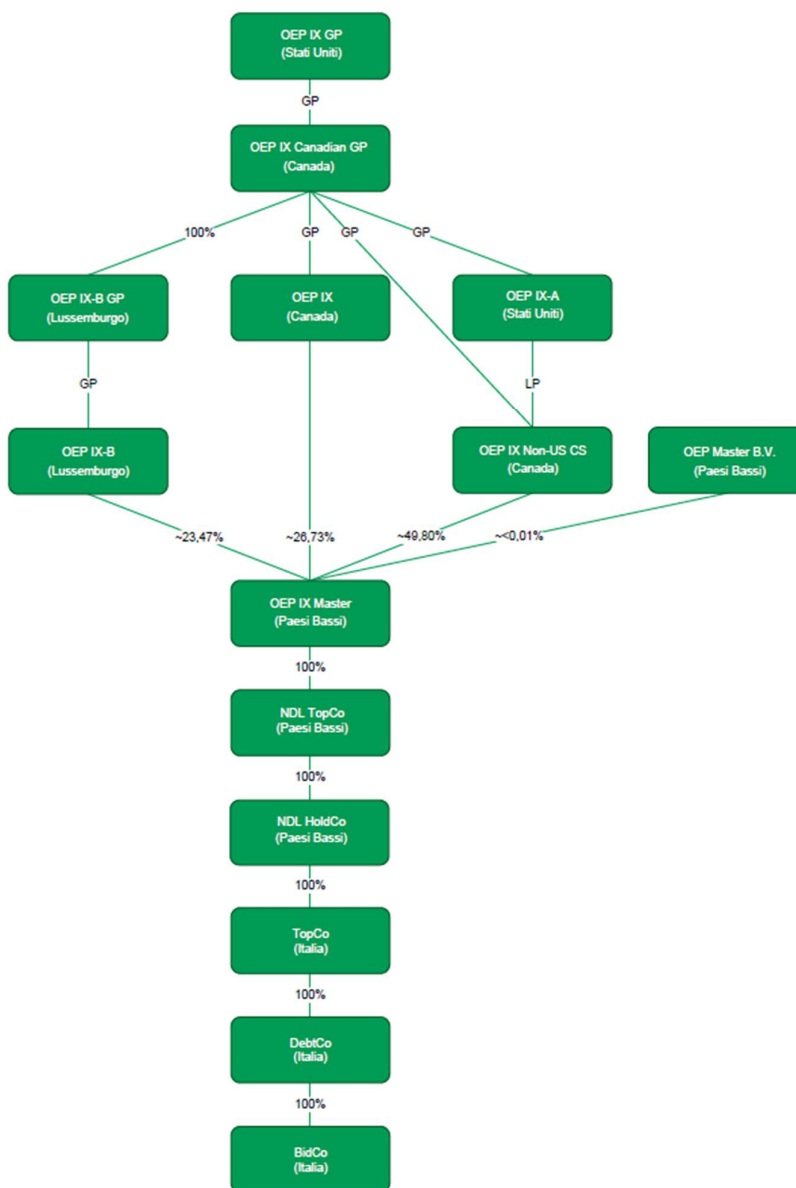 OEP IX GP
(Stati Uniti)
GP
OEP IX Canadian GP
(Canada)
100%
GP
GP
GP
OEP IX-B GP
(Lussemburgo)
OEP IX
(Canada)
OEP IX-A
(Stati Uniti)
GP
LP
OEP IX-B
(Lussemburgo)
OEP IX Non-US CS
(Canada)
OEP Master B.V.
(Paesi Bassi)
~23,47%
~26,73%
~49,80%
~<0,01%
OEP IX Master
(Paesi Bassi)
100%
NDL TopCo
(Paesi Bassi)
100%
NDL HoldCo
(Paesi Bassi)
100%
TopCo
(Italia)
100%
DebtCo
(Italia)
100%
BidCo
(Italia)